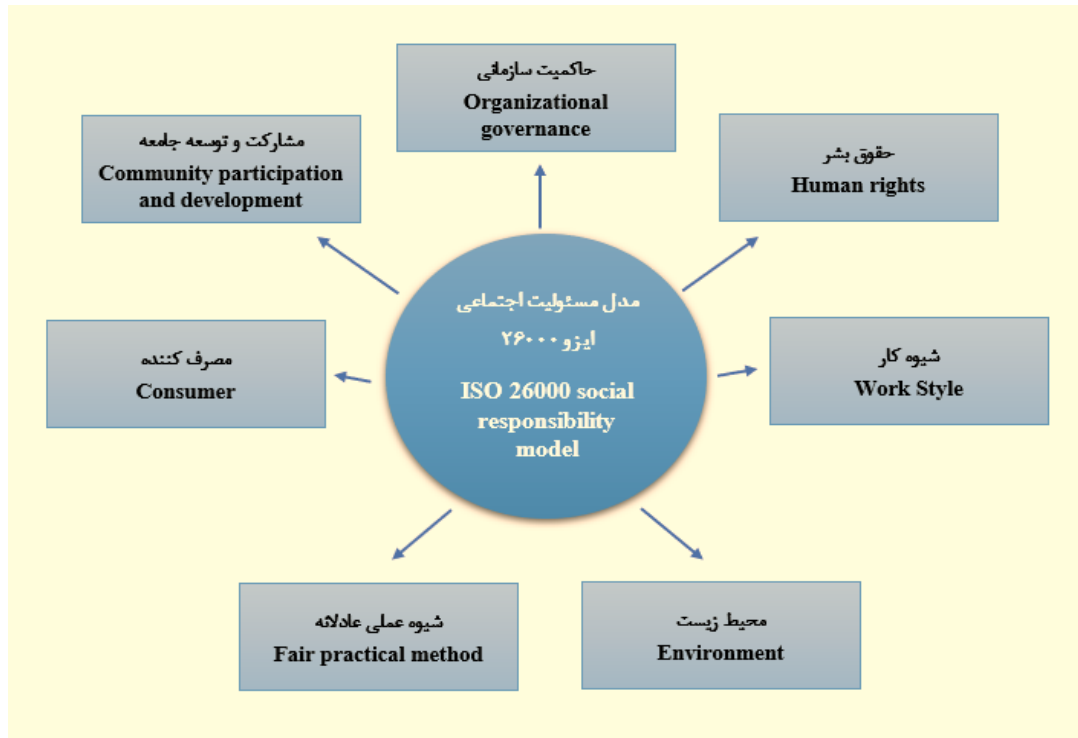 حاکمیت سازمانی
Organizational
governance
مشارکت و توسعه جامعه
Community participation
and development
حقوق بشر
Human rights
مدل مسئولیت اجتماعی
ایزو ۲۶۰۰۰
ISO 26000 social
responsibility
model
مصرف کننده
Consumer
شیوه کار
Work Style
شیوه عملی عادلانه
Fair practical method
محیط زیست
Environment